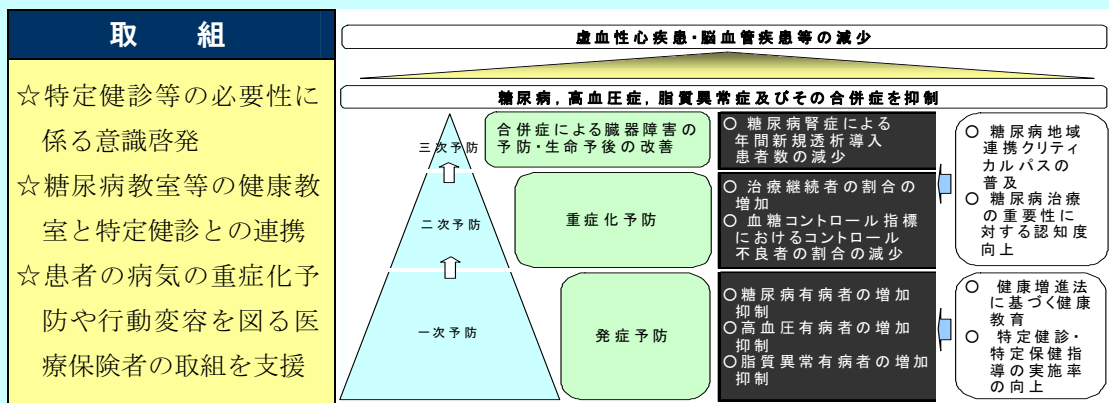 取　組
☆特定健診等の必要性に
係る意識啓発
☆糖尿病教室等の健康教
室と特定健診との連携
☆患者の病気の重症化予
防や行動変容を図る医
療保険者の取組を支援
虚血性心疾患・脳血管疾患等の減少
糖尿病，高血圧症，脂質異常症及びその合併症を抑制
三次予防
合併症による臓器障害の
予防・生命予後の改善
○ 糖尿病腎症による
年間新規透析導入
患者数の減少
○ 糖尿病地域
連携クリティ
カルパスの
普及
○ 糖尿病治療
の重要性に
対する認知度
向上
二次予防
重症化予防
○ 治療継続者の割合の
増加
○ 血糖コントロール指標
におけるコントロール
不良者の割合の減少
一次予防
発症予防
○糖尿病有病者の増加
抑制
○高血圧有病者の増加
抑制
○脂質異常有病者の増加
抑制
○ 健康増進法
に基づく健康
教育
○ 特定健診・
特定保健指
導の実施率
の向上